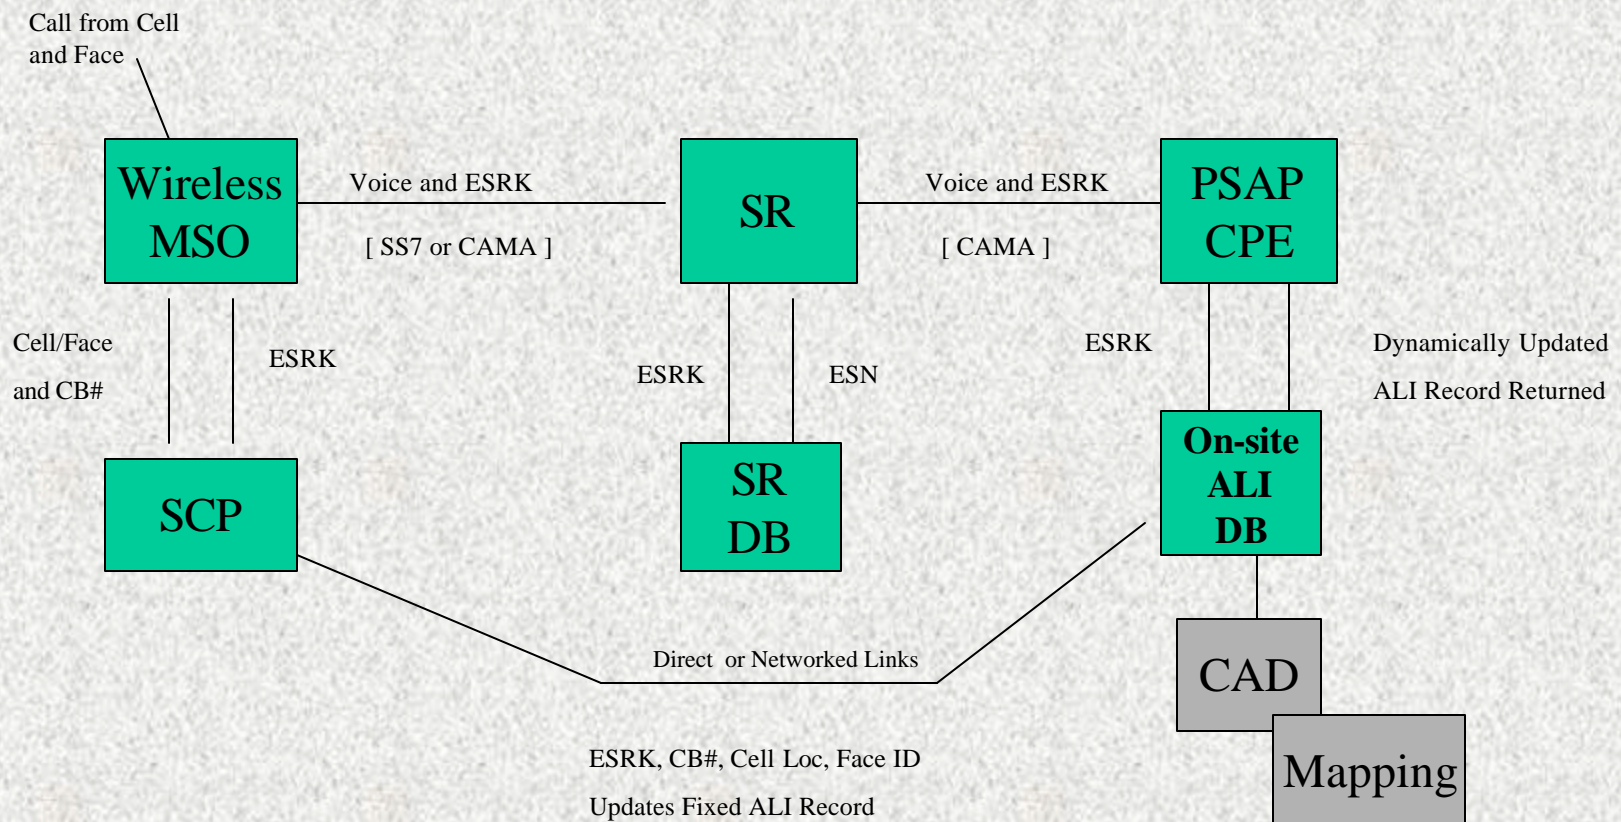 Call from Cell
and Face
Wireless
MSO
Voice and ESRK
[ SS7 or CAMA ]
SR
Voice and ESRK
[ CAMA ]
PSAP
CPE
Cell/Face
and CB#
ESRK
ESRK
ESN
ESRK
Dynamically Updated
ALI Record Returned
SCP
SR
DB
On-site
ALI
DB
Direct or Networked Links
CAD
Mapping
ESRK, CB#, Cell Loc, Face ID
Updates Fixed ALI Record